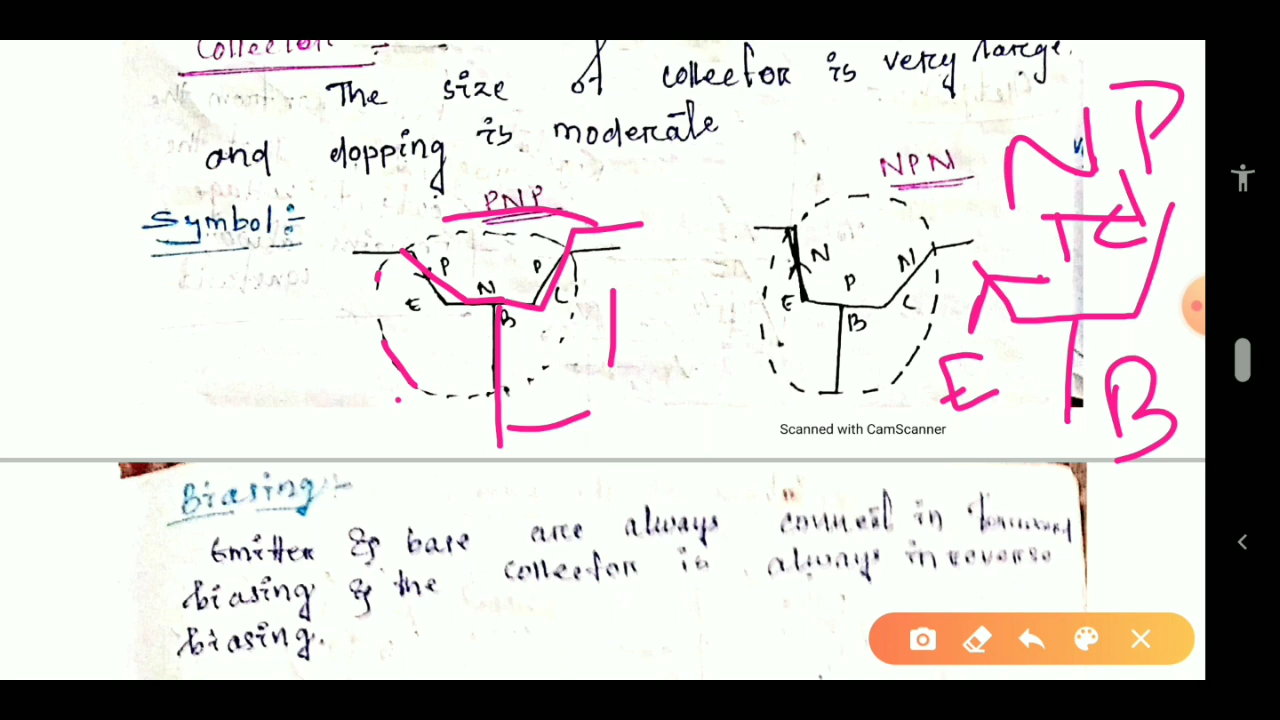 Collector :-
The size of collector is very large.
and dopping is moderate
Symbol :-
PNP
NPN
N P
P N P
E B C
N P N
E B C
C
E B
Scanned with CamScanner
Biasing :-
Emitter & base are always connect in forward
biasing & the collector is always in reverse
biasing.